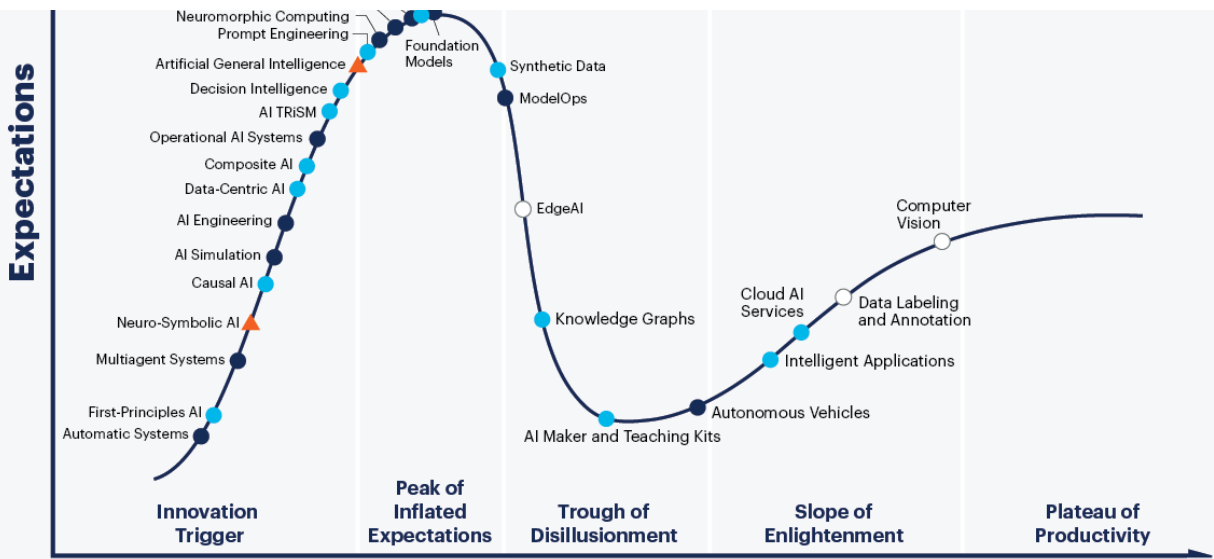 Neuromorphic Computing
Prompt Engineering
Artificial General Intelligence
Decision Intelligence
AI TRiSM
Operational AI Systems
Composite AI
Data-Centric AI
AI Engineering
AI Simulation
Causal AI
Neuro-Symbolic AI
Multiagent Systems
First-Principles AI
Automatic Systems
Foundation
Models
Synthetic Data
ModelOps
EdgeAI
Knowledge Graphs
AI Maker and Teaching Kits
Autonomous Vehicles
Intelligent Applications
Cloud AI
Services
Data Labeling
and Annotation
Computer
Vision
Expectations
Innovation
Trigger
Peak of
Inflated
Expectations
Trough of
Disillusionment
Slope of
Enlightenment
Plateau of
Productivity